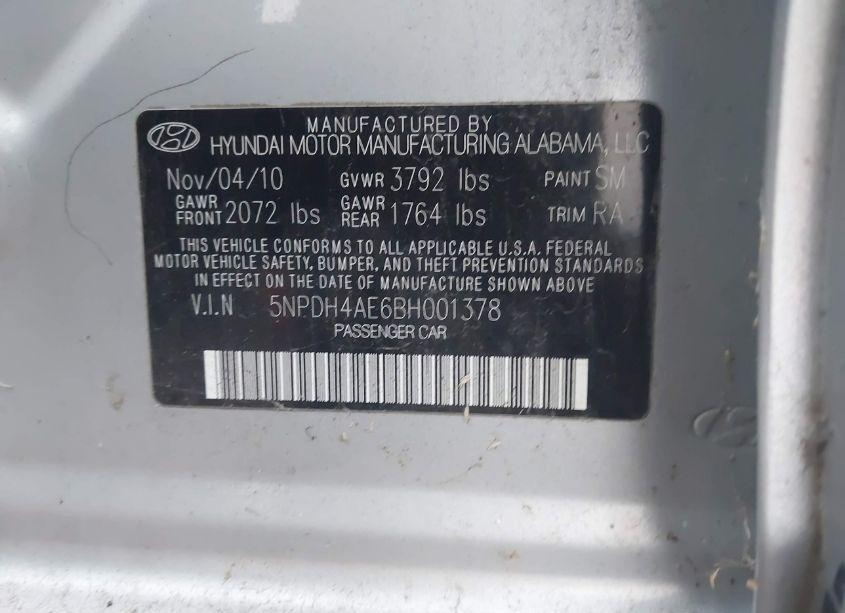 MANUFACTURED BY
HYUNDAI MOTOR MANUFACTURING ALABAMA, LLC
Nov/04/10 GVWR 3792 lbs PAINT SM
GAWR FRONT 2072 lbs GAWR REAR 1764 lbs TRIM RA
THIS VEHICLE CONFORMS TO ALL APPLICABLE U.S.A. FEDERAL
MOTOR VEHICLE SAFETY, BUMPER, AND THEFT PREVENTION STANDARDS
IN EFFECT ON THE DATE OF MANUFACTURE SHOWN ABOVE
V.I.N 5NPDH4AE6BH001378
PASSENGER CAR